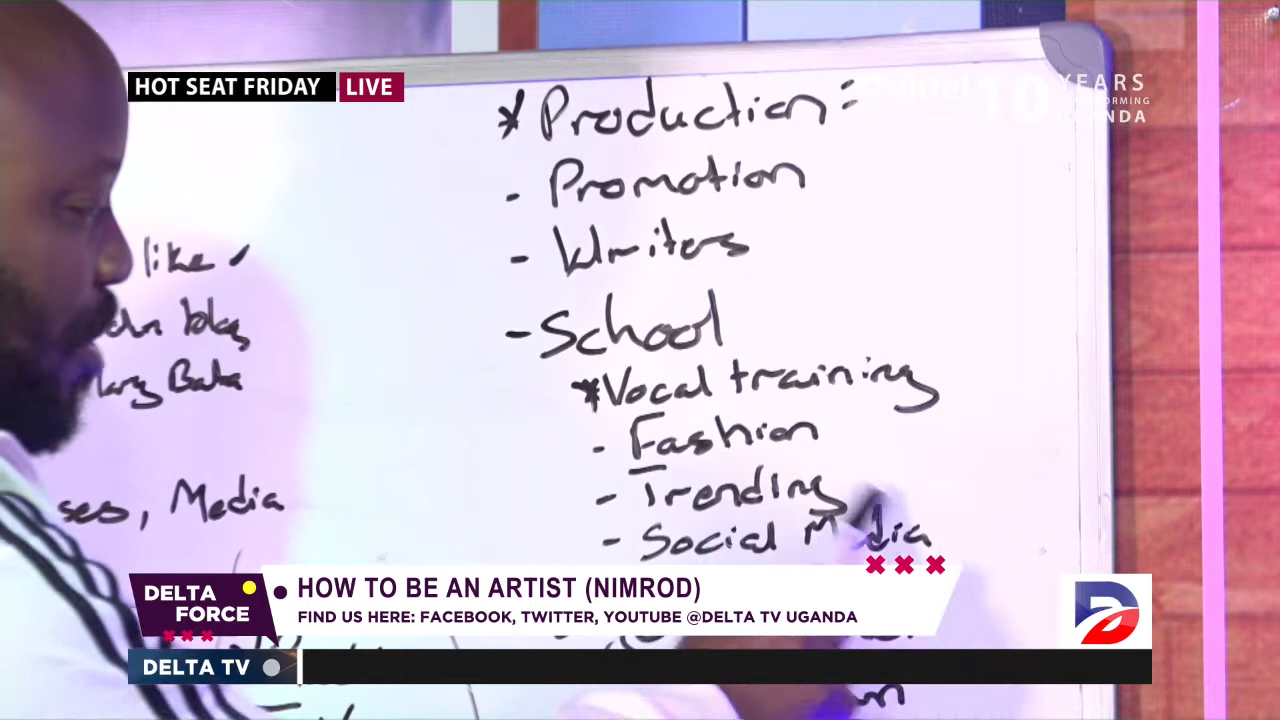 HOT SEAT FRIDAY LIVE
10 YEARS
* Production:
- Promotion
- Writers
like
- School
* Vocal training
- Fashion
- Trending
ses, Media
- Social Media
DELTA FORCE
HOW TO BE AN ARTIST (NIMROD)
FIND US HERE: FACEBOOK, TWITTER, YOUTUBE @DELTA TV UGANDA
DELTA TV